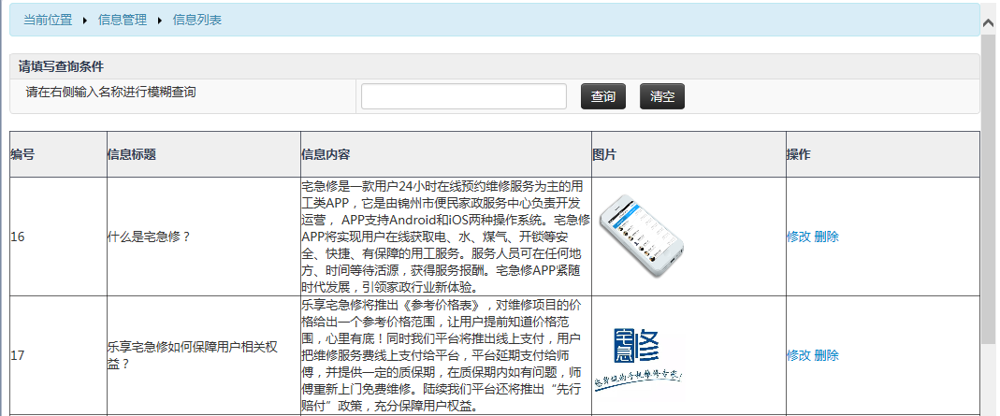 当前位置 信息管理 信息列表
请填写查询条件
请在右侧输入名称进行模糊查询 查询 清空
编号 信息标题 信息内容 图片 操作
16
什么是宅急修？
宅急修是一款用户24小时在线预约维修服务为主的用
工类APP，它是由锦州市便民家政服务中心负责开发
运营， APP支持Android和iOS两种操作系统。宅急修
APP将实现用户在线获取电、水、煤气、开锁等安
全、快捷、有保障的用工服务。服务人员可在任何地
方、时间等待活源，获得服务报酬。宅急修APP紧随
时代发展，引领家政行业新体验。
修改 删除
17
乐享宅急修如何保障用户相关权
益？
乐享宅急修将推出《参考价格表》，对维修项目的价
格给出一个参考价格范围，让用户提前知道价格范
围，心里有底！同时我们平台将推出线上支付，用户
把维修服务费线上支付给平台，平台延期支付给师
傅，并提供一定的质保期，在质保期内如有问题，师
傅重新上门免费维修。陆续我们平台还将推出“先行
赔付”政策，充分保障用户权益。
宅急修
您身边的手机维修专家!
修改 删除